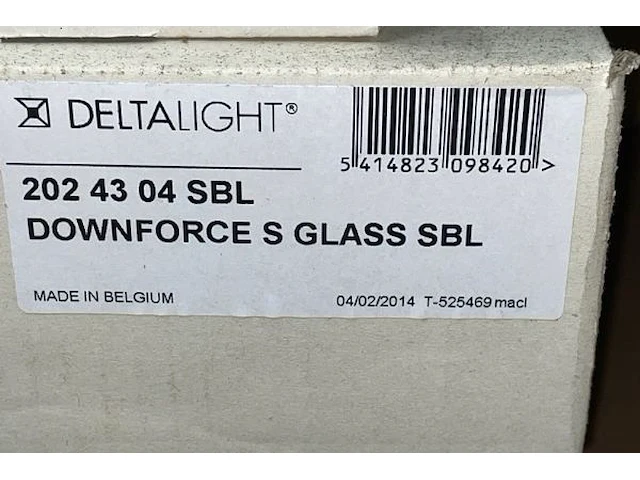 DELTALIGHT®
5 414823 098420 >
202 43 04 SBL
DOWNFORCE S GLASS SBL
MADE IN BELGIUM 04/02/2014 T-525469 macl